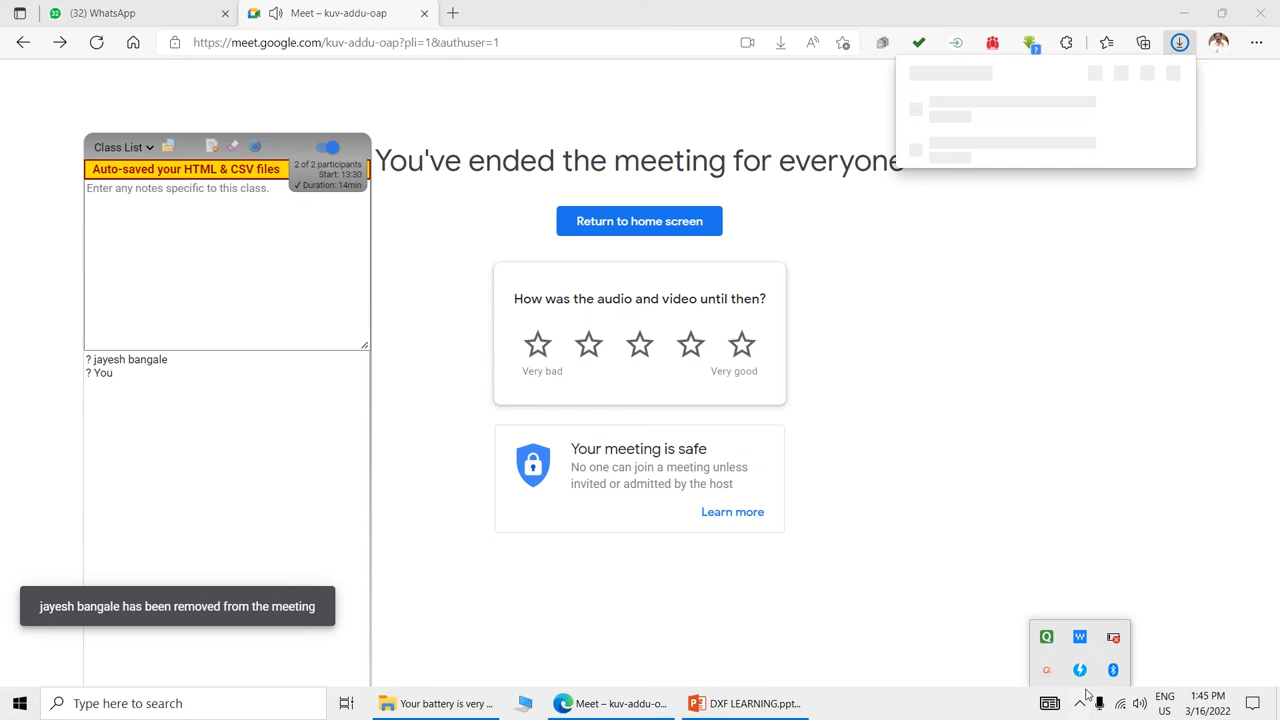 (32) WhatsApp
Meet – kuv-addu-oap
https://meet.google.com/kuv-addu-oap?pli=1&authuser=1
7
Class List
Auto-saved your HTML & CSV files
2 of 2 participants
Start: 13:30
✓ Duration: 14min
Enter any notes specific to this class.
? jayesh bangale
? You
You've ended the meeting for everyone
Return to home screen
How was the audio and video until then?
Very bad
Very good
Your meeting is safe
No one can join a meeting unless
invited or admitted by the host
Learn more
jayesh bangale has been removed from the meeting
Type here to search
Your battery is very ...
Meet – kuv-addu-o...
DXF LEARNING.ppt...
ENG
US
1:45 PM
3/16/2022